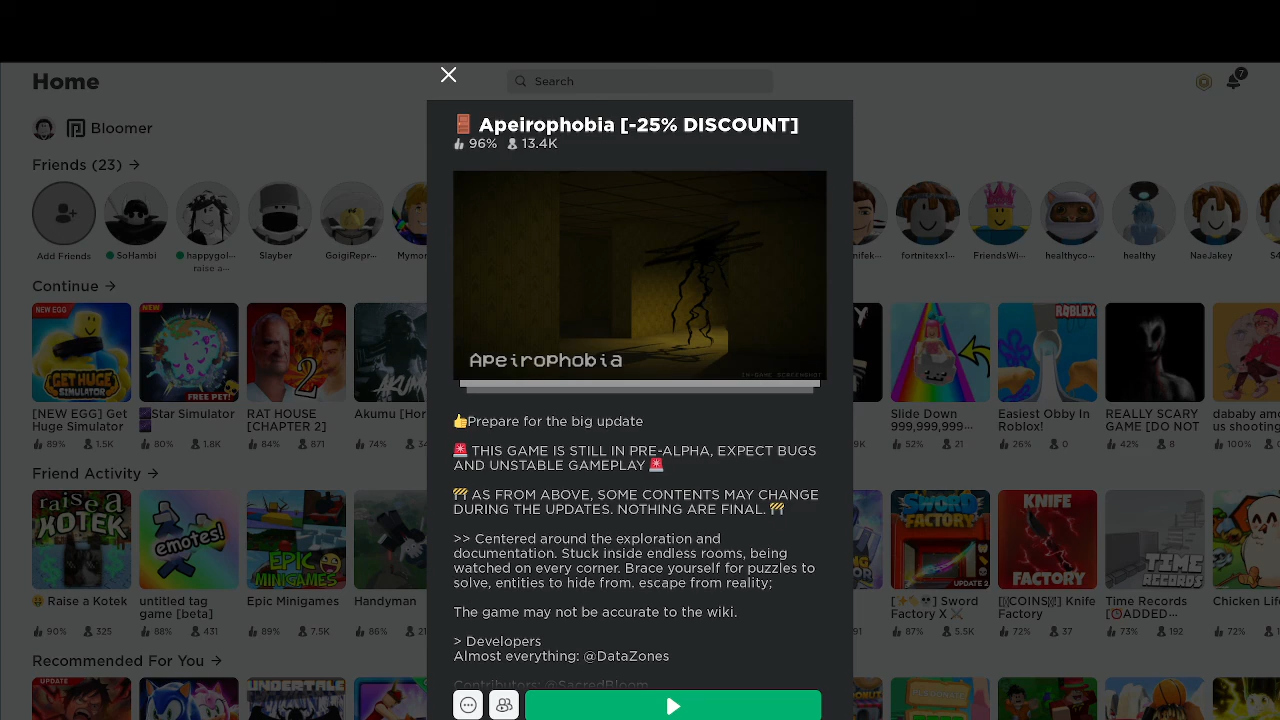 Home
Search
7
🚪 Apeirophobia [-25% DISCOUNT]
96% 13.4K
Bloomer
Friends (23) →
Add Friends
SoHambi
happygol...
raise a...
Slayber
GoigiRepr...
fortnitexx1...
FriendsWi...
healthyco...
healthy
NaeJakey
Apeirophobia
IN-GAME SCREENSHOT
Continue →
NEW EGG
GET HUGE
SIMULATOR
NEW
FREE PET!
2
AKUM
ROBLOX
[NEW EGG] Get
Huge Simulator
89% 1.5K
Star Simulator
80% 1.8K
RAT HOUSE
[CHAPTER 2]
84% 871
Akumu [Hor
74%
Slide Down
999,999,999...
52% 21
Easiest Obby In
Roblox!
26% 0
REALLY SCARY
GAME [DO NOT
42% 8
dababy amo
us shooting
100%
👍Prepare for the big update
🚨 THIS GAME IS STILL IN PRE-ALPHA, EXPECT BUGS
AND UNSTABLE GAMEPLAY 🚨
🚧 AS FROM ABOVE, SOME CONTENTS MAY CHANGE
DURING THE UPDATES. NOTHING ARE FINAL. 🚧
>> Centered around the exploration and
documentation. Stuck inside endless rooms, being
watched on every corner. Brace yourself for puzzles to
solve, entities to hide from, escape from reality;
The game may not be accurate to the wiki.
> Developers
Almost everything: @DataZones
Contributors: @SacredBloom
Friend Activity →
raise a
KOTEK
emotes!
EPIC
MINIGAMES
SWORD
FACTORY
UPDATE 2
KNIFE
FACTORY
TIME
RECORDS
Raise a Kotek
90% 325
untitled tag
game [beta]
88% 431
Epic Minigames
89% 7.5K
Handyman
86%
Sword
Factory X
87% 5.5K
[COINS] Knife
Factory
72% 37
Time Records
[ADDED...
73% 192
Chicken Life
72%
Recommended For You →
UPDATE
UNDERTALE